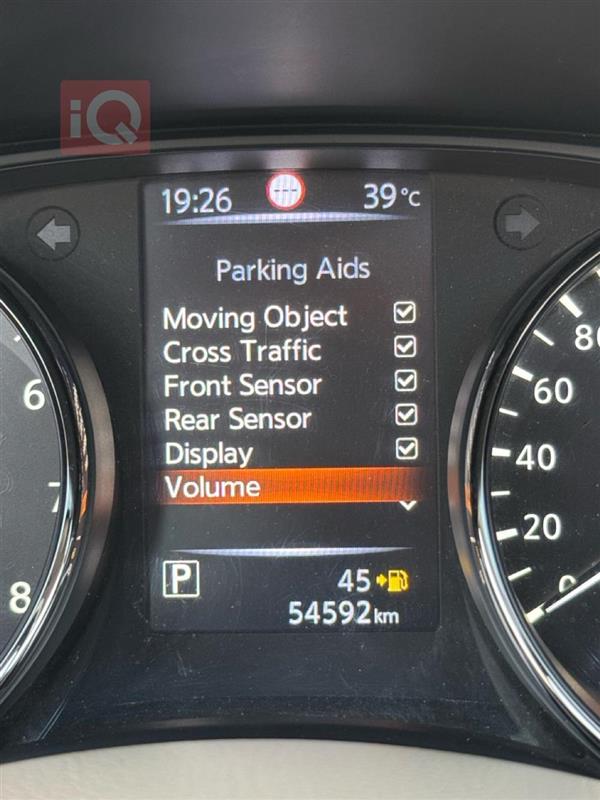 iQ
19:26 --- 39°C
Parking Aids
Moving Object
Cross Traffic
Front Sensor
Rear Sensor
Display
Volume
P 45
54592km
6
7
8
80
60
40
20
0